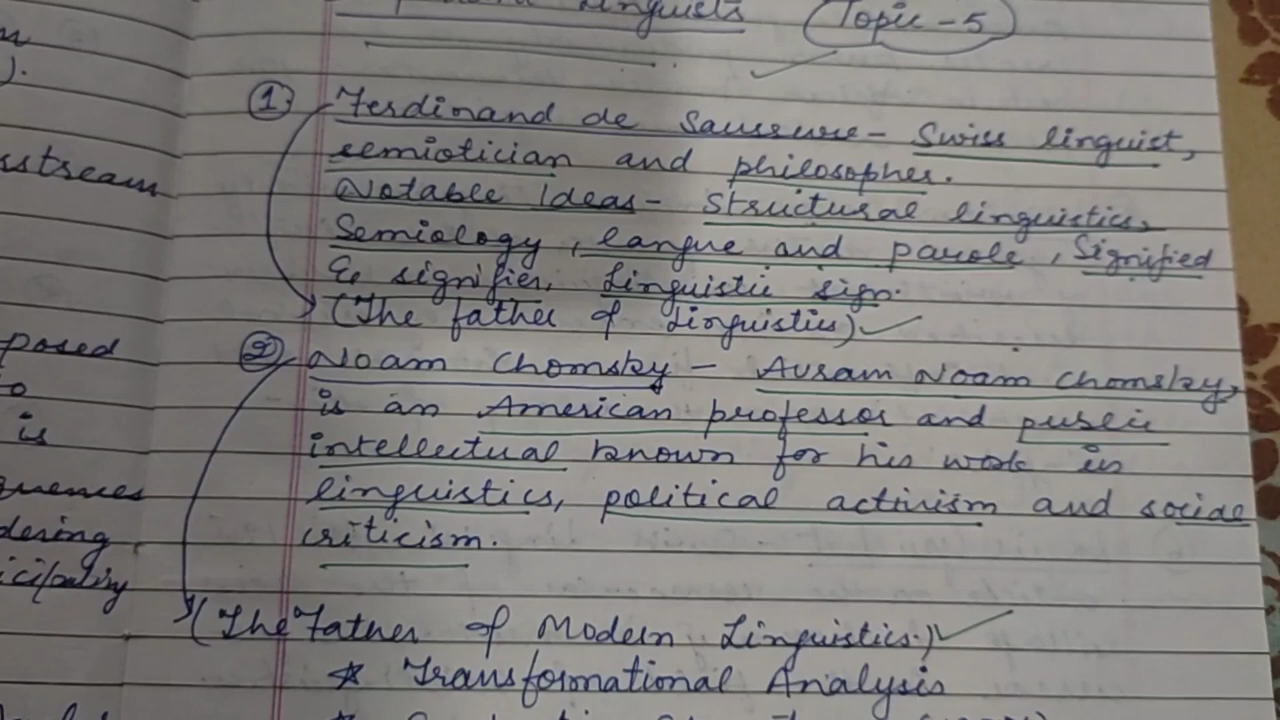 linguists Topic - 5
① Ferdinand de Saussure - Swiss linguist,
semiotician and philosopher.
Notable Ideas - Structural linguistics,
Semiology, langue and parole, Signified
& signifier, Linguistic sign.
(The father of Linguistics)
② Noam Chomsky - Avram Noam Chomsky,
is an American professor and public
intellectual known for his work in
linguistics, political activism and social
criticism.
(The Father of Modern Linguistics.)
* Transformational Analysis
).
posed
is